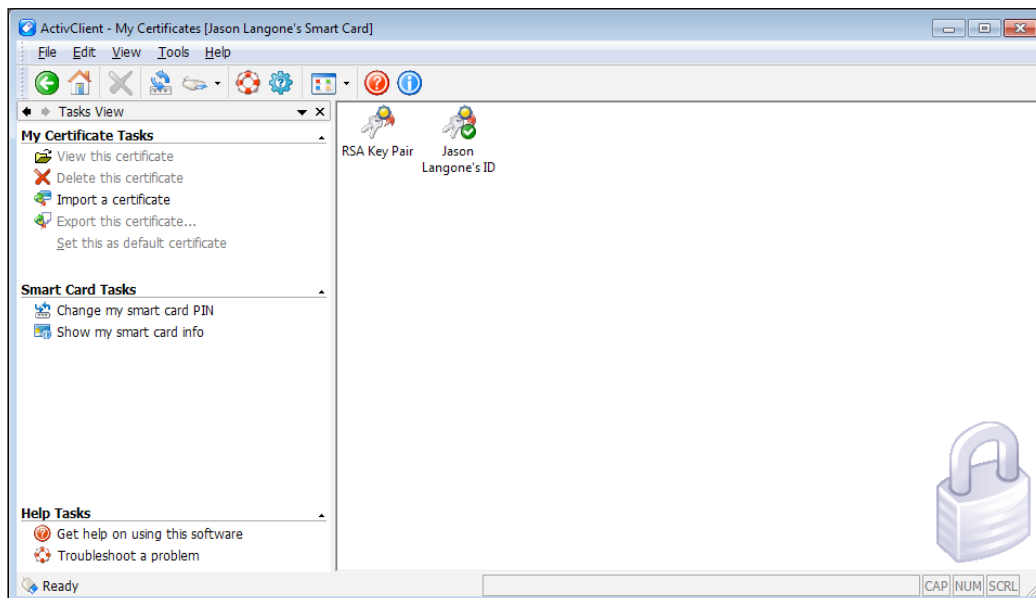 ActivClient - My Certificates [Jason Langone's Smart Card]
File Edit View Tools Help
Tasks View
My Certificate Tasks
View this certificate
Delete this certificate
Import a certificate
Export this certificate...
Set this as default certificate
Smart Card Tasks
Change my smart card PIN
Show my smart card info
Help Tasks
Get help on using this software
Troubleshoot a problem
RSA Key Pair
Jason
Langone's ID
Ready
CAP NUM SCRL